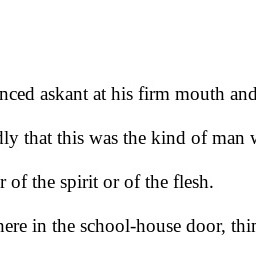 nced askant at his firm mouth and
lly that this was the kind of man w
r of the spirit or of the flesh.
here in the school-house door, thin